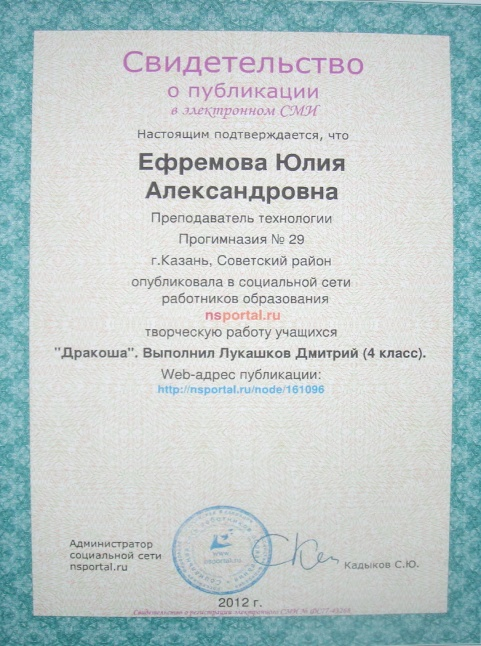 Свидетельство
о публикации
в электронном СМИ
Настоящим подтверждается, что
Ефремова Юлия
Александровна
Преподаватель технологии
Прогимназия № 29
г.Казань, Советский район
опубликовала в социальной сети
работников образования
nsportal.ru
творческую работу учащихся
"Дракоша". Выполнил Лукашков Дмитрий (4 класс).
Web-адрес публикации:
http://nsportal.ru/node/161096
Администратор
социальной сети
nsportal.ru
Кадыков С.Ю.
2012 г.
Свидетельство о регистрации электронного СМИ №